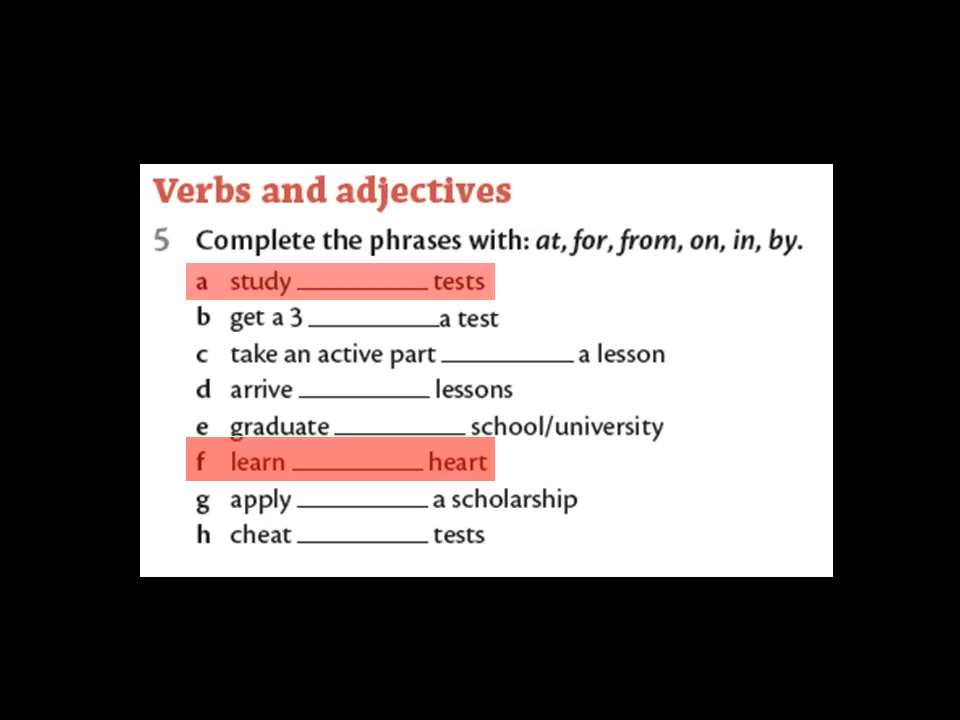 Verbs and adjectives
5 Complete the phrases with: at, for, from, on, in, by.
a study __________ tests
b get a 3 __________a test
c take an active part __________ a lesson
d arrive __________ lessons
e graduate __________ school/university
f learn __________ heart
g apply __________ a scholarship
h cheat __________ tests